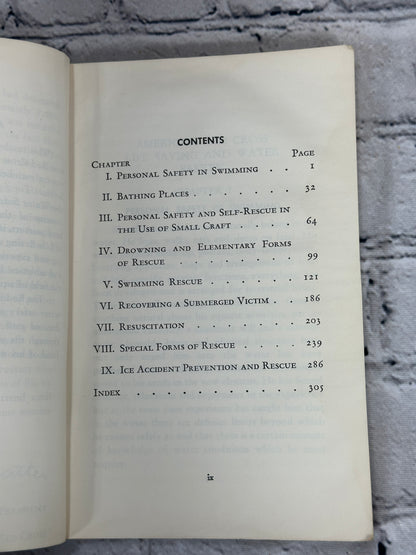 CONTENTS
Chapter Page
I. Personal Safety in Swimming . . 1
II. Bathing Places . . . . . . . 32
III. Personal Safety and Self-Rescue in
the Use of Small Craft . . . . 64
IV. Drowning and Elementary Forms
of Rescue . . . . . . . . 99
V. Swimming Rescue . . . . . . 121
VI. Recovering a Submerged Victim . . 186
VII. Resuscitation . . . . . . . 203
VIII. Special Forms of Rescue . . . . 239
IX. Ice Accident Prevention and Rescue 286
Index . . . . . . . . . . . 305
ix